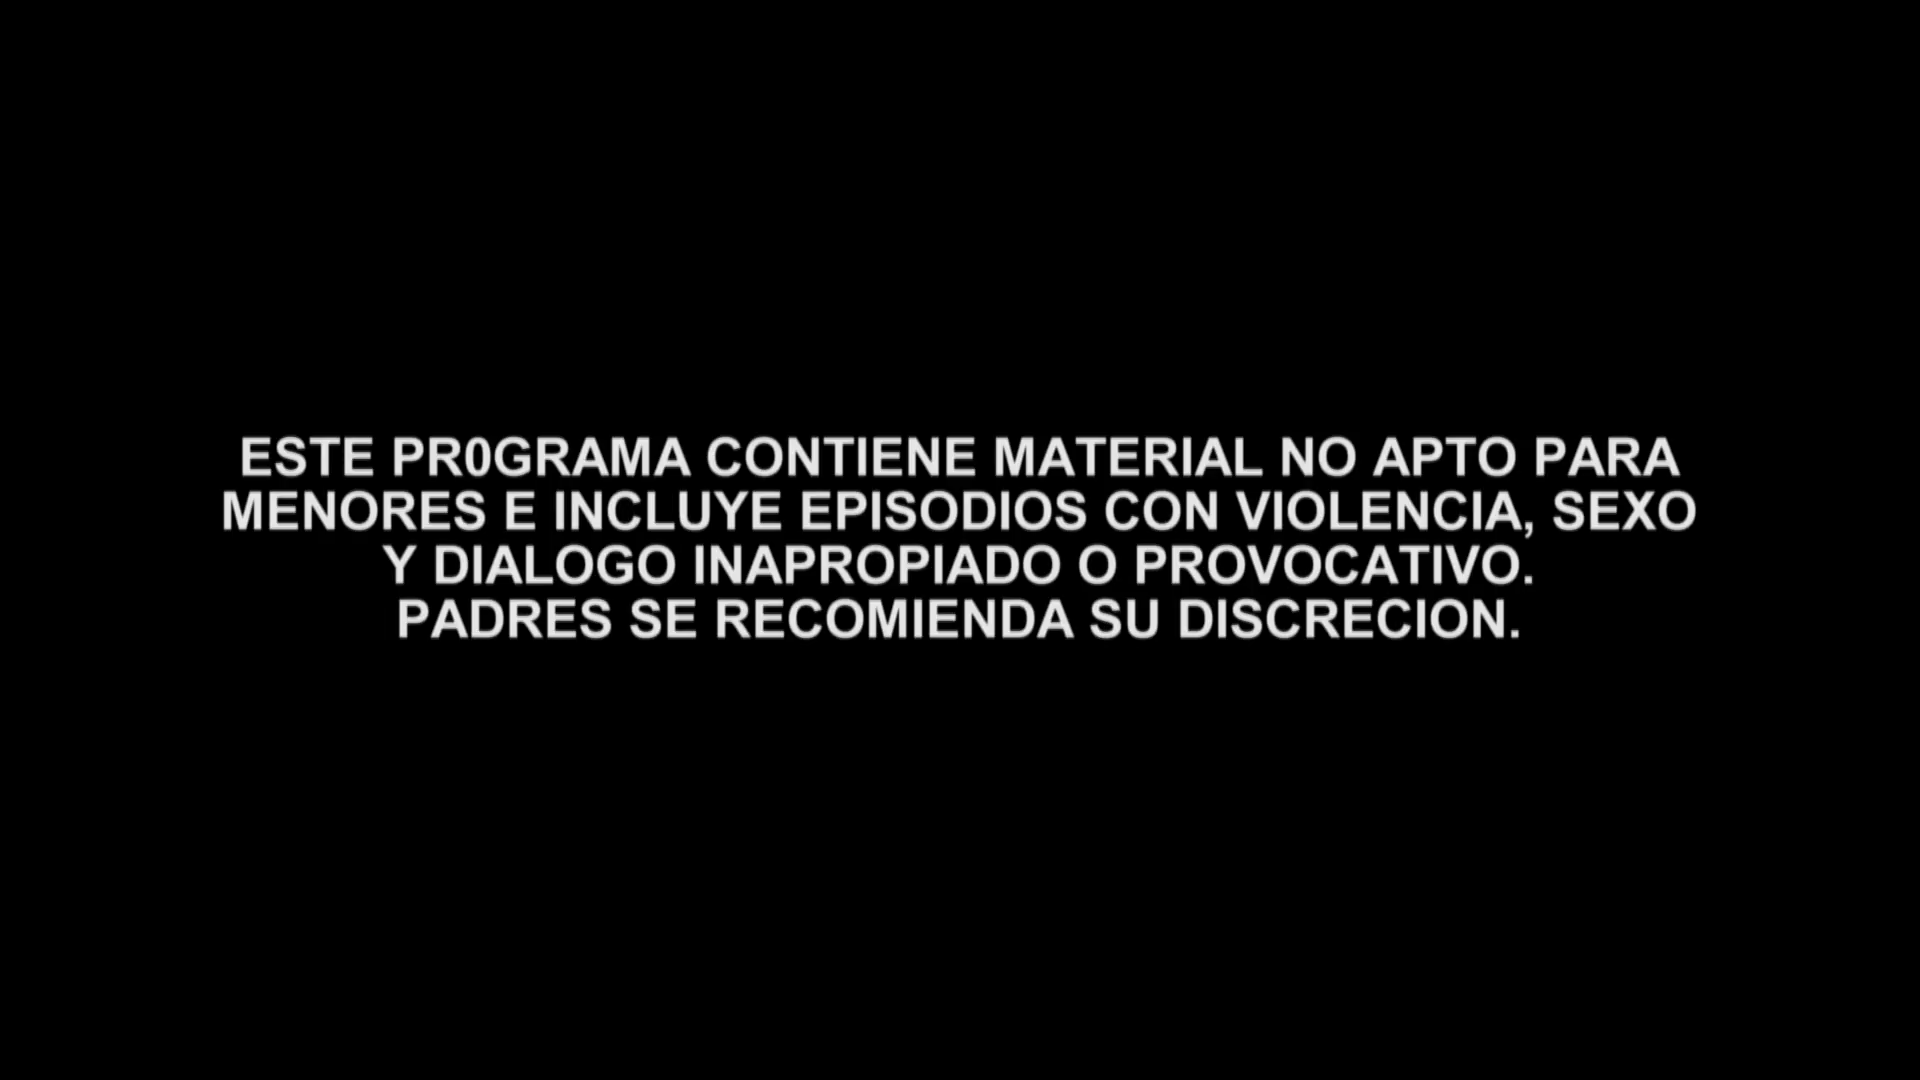 ESTE PR0GRAMA CONTIENE MATERIAL NO APTO PARA
MENORES E INCLUYE EPISODIOS CON VIOLENCIA, SEXO
Y DIALOGO INAPROPIADO O PROVOCATIVO.
PADRES SE RECOMIENDA SU DISCRECION.